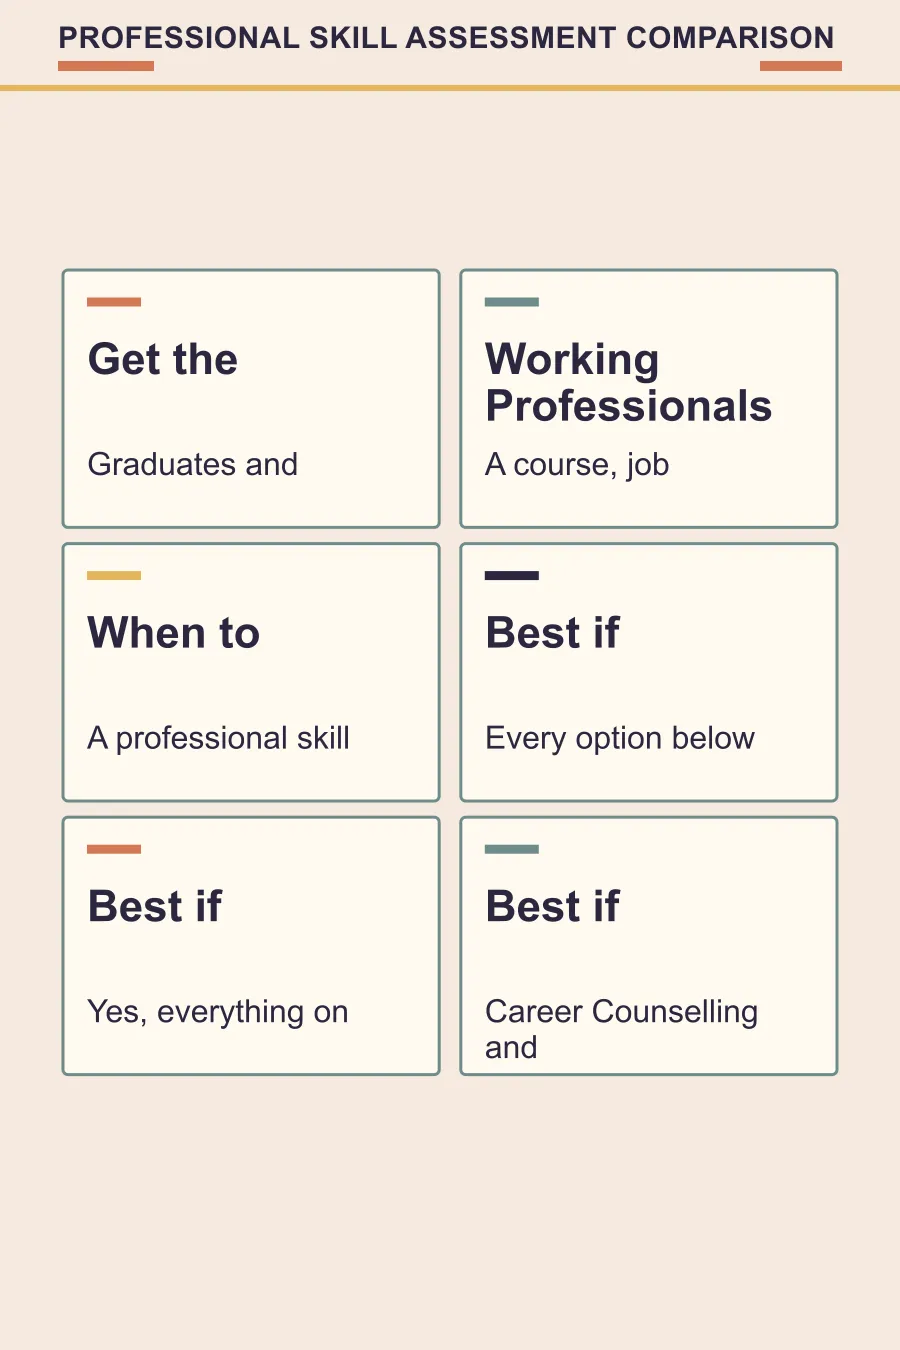 PROFESSIONAL SKILL ASSESSMENT COMPARISON
Get the
Graduates and
Working
Professionals
A course, job
When to
A professional skill
Best if
Every option below
Best if
Yes, everything on
Best if
Career Counselling
and